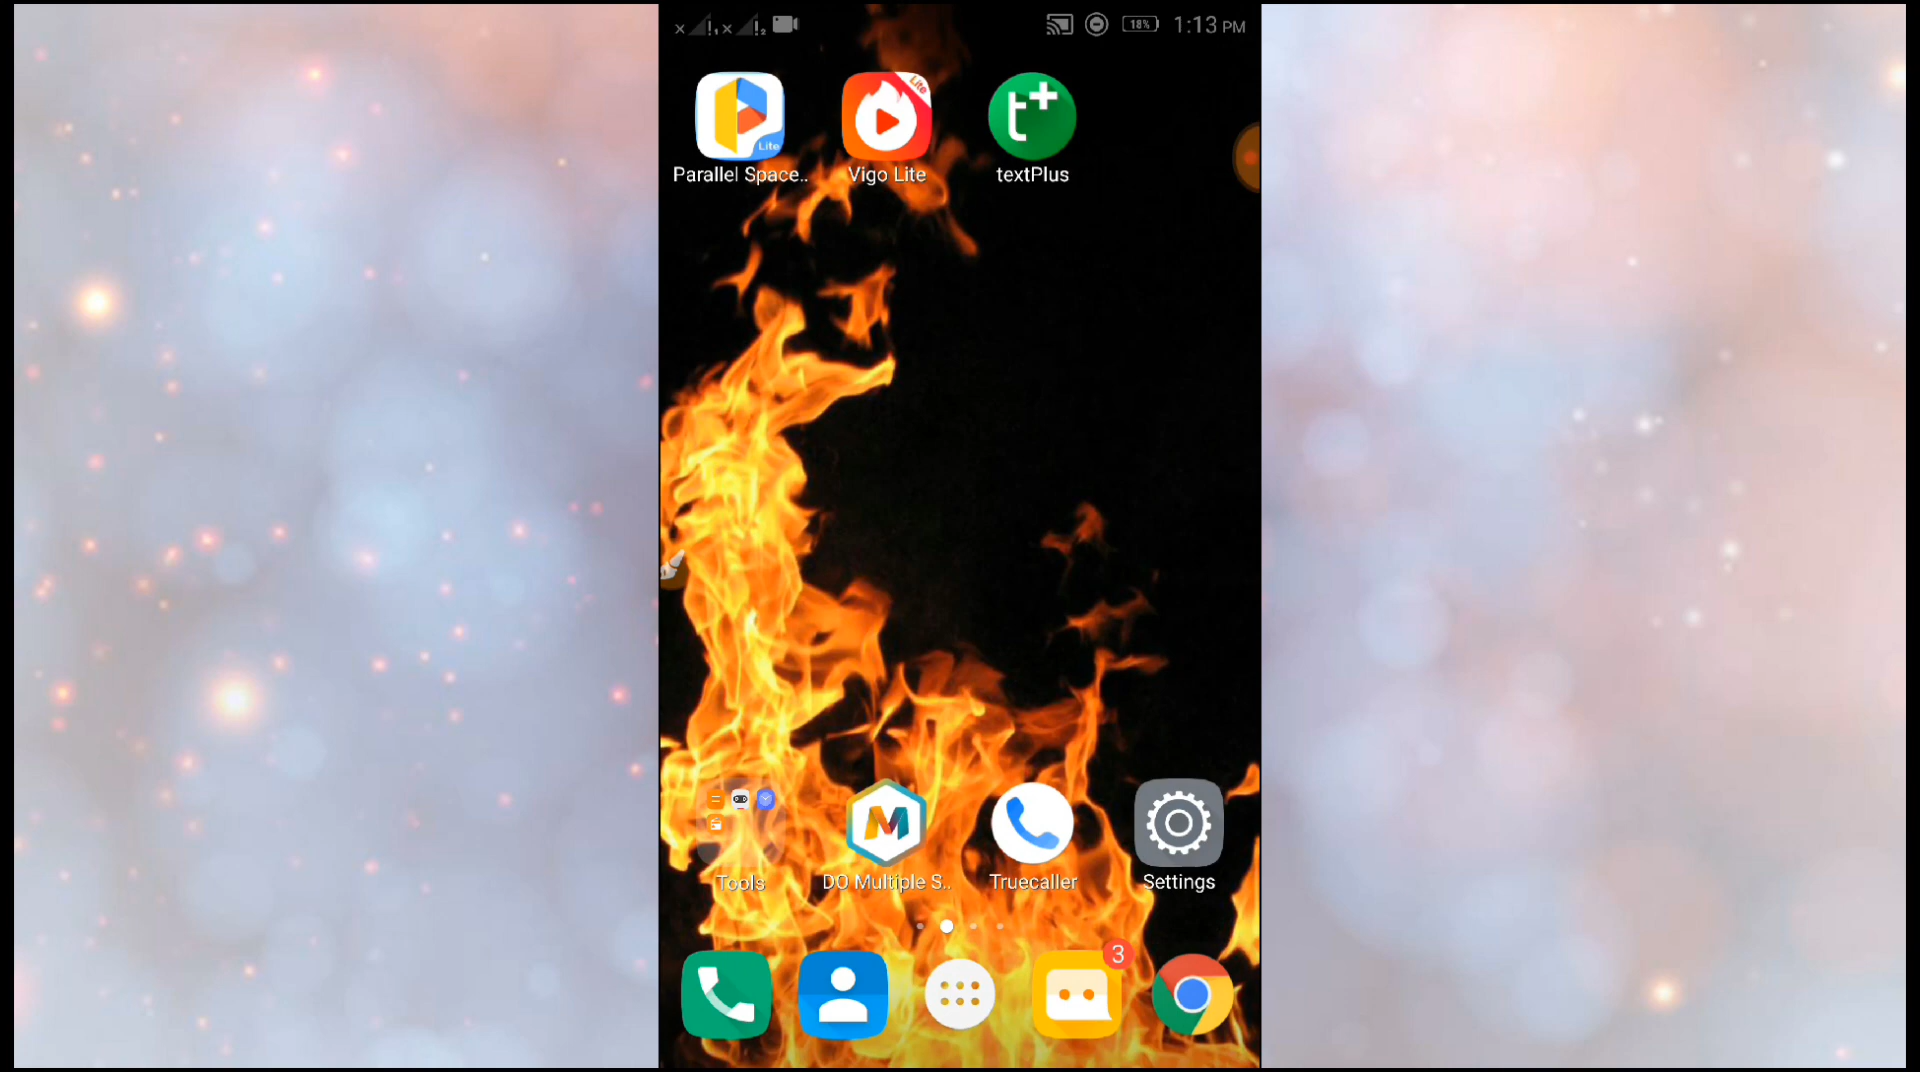 18% 1:13 PM
Lite Lite
Parallel Space.. Vigo Lite textPlus
Tools DO Multiple S.. Truecaller Settings
3